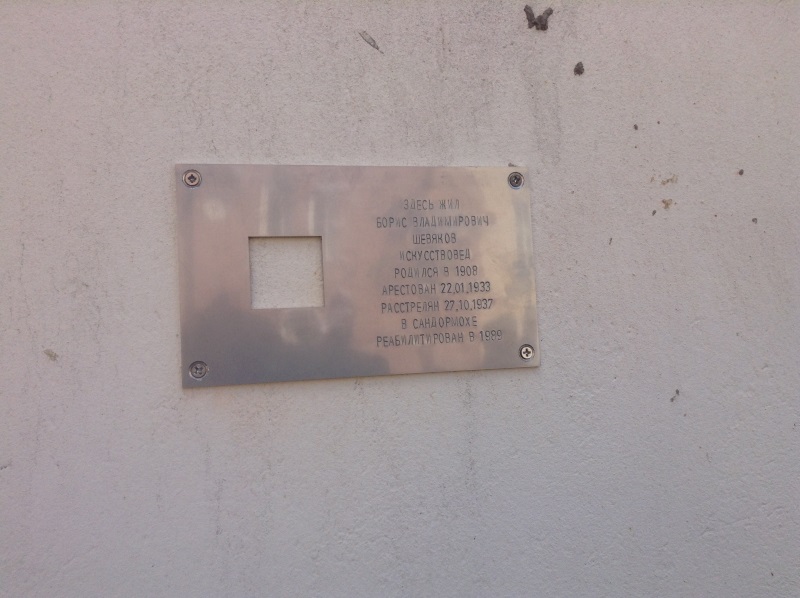 ЗДЕСЬ ЖИЛ
БОРИС ВЛАДИМИРОВИЧ
ШЕВЯКОВ
ИСКУССТВОВЕД
РОДИЛСЯ В 1908
АРЕСТОВАН 22.01.1933
РАССТРЕЛЯН 27.10.1937
В САНДОРМОХЕ
РЕАБИЛИТИРОВАН В 1989